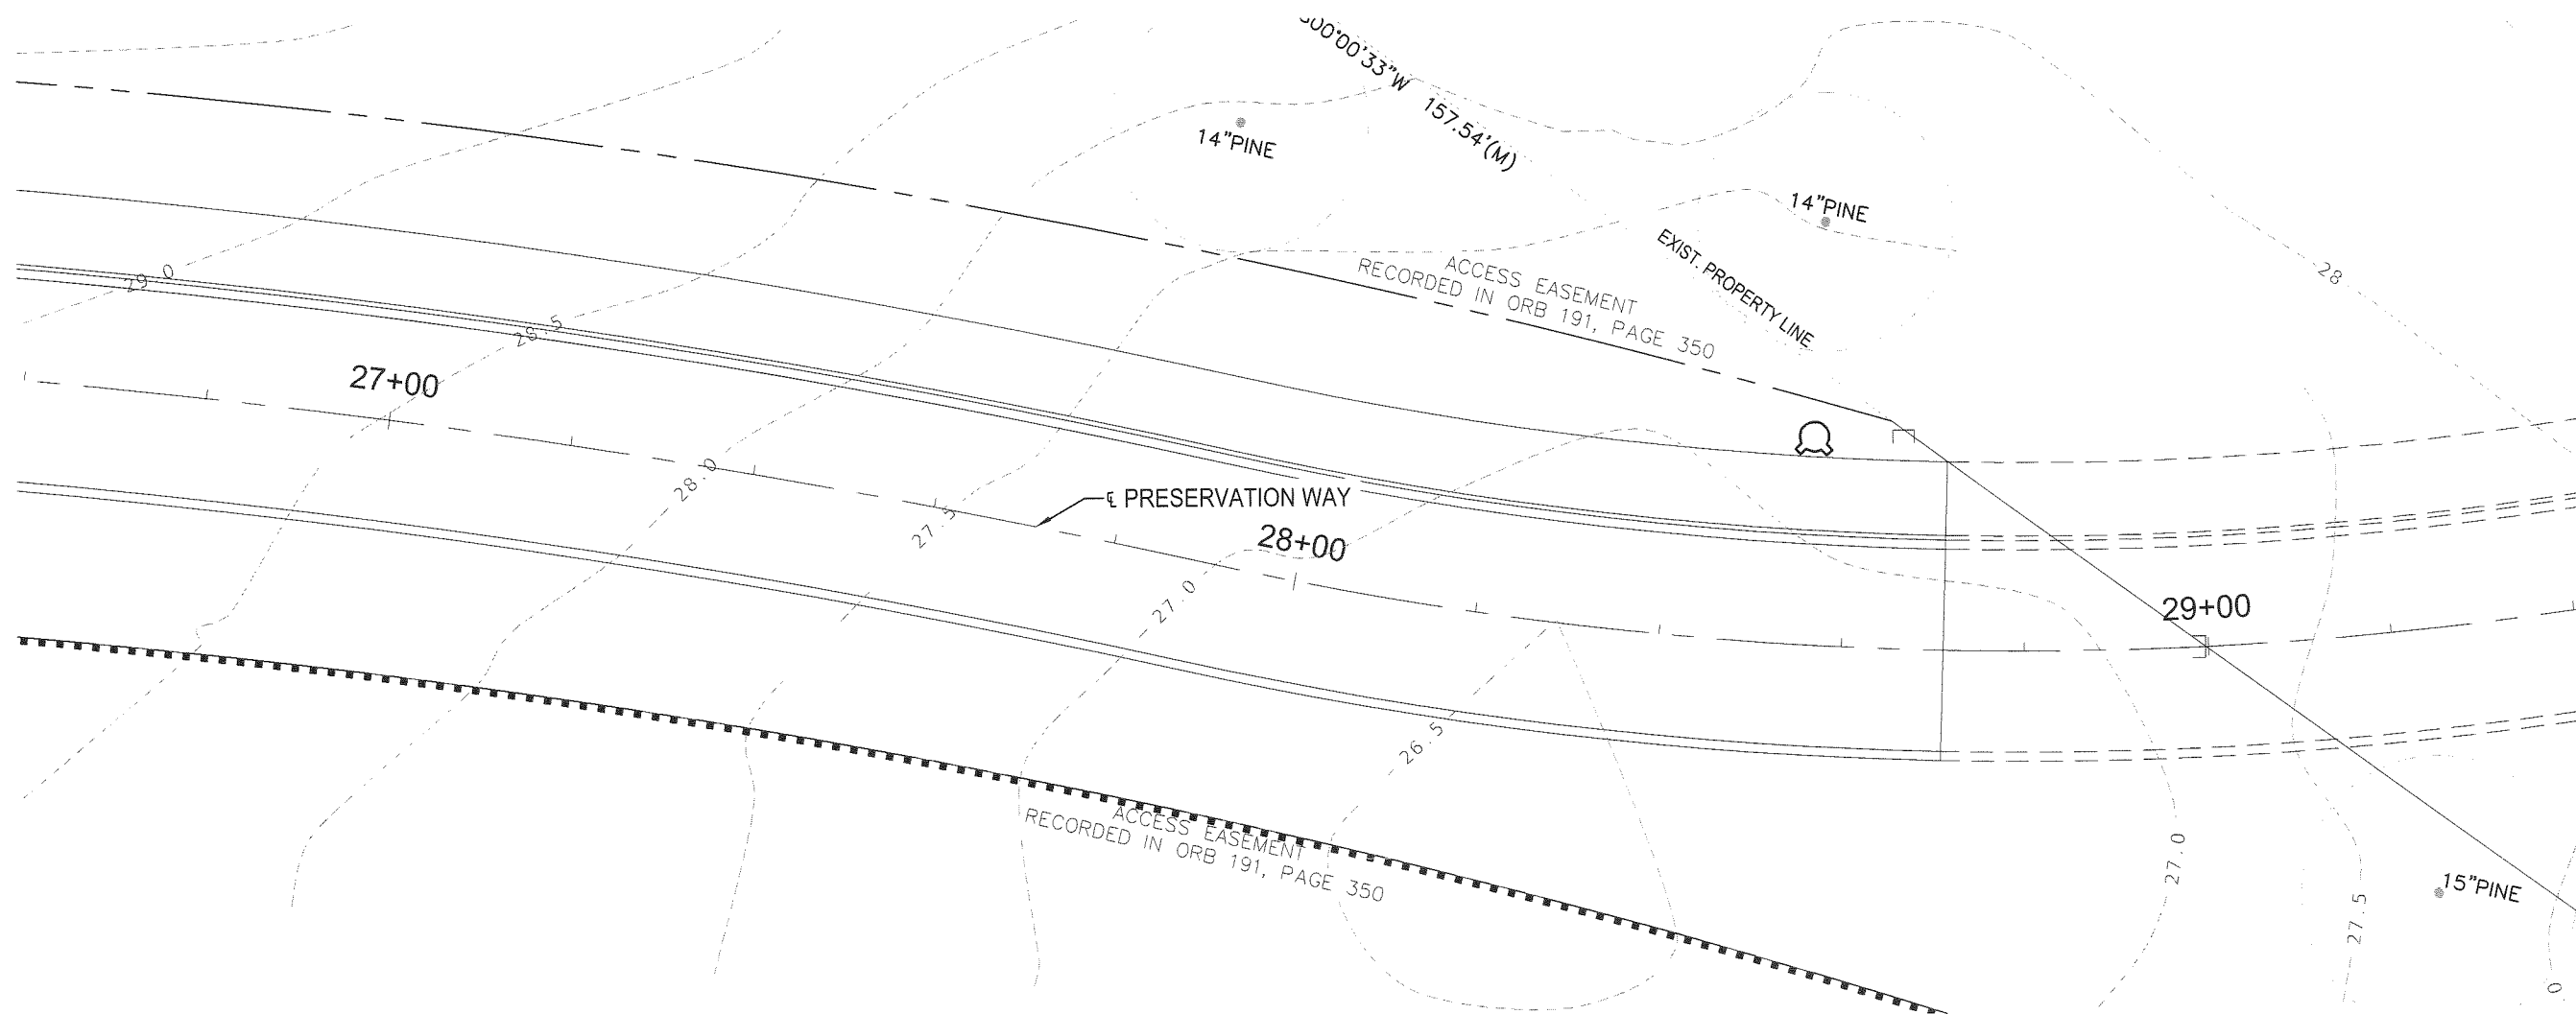 00°00'33"W 157.54'(M)
14"PINE
14"PINE
EXIST. PROPERTY LINE
ACCESS EASEMENT
RECORDED IN ORB 191, PAGE 350
28
29.0
28.5
27+00
28.0
27.5
℄ PRESERVATION WAY
28+00
27.0
29+00
26.5
ACCESS EASEMENT
RECORDED IN ORB 191, PAGE 350
27.0
27.5
15"PINE
0